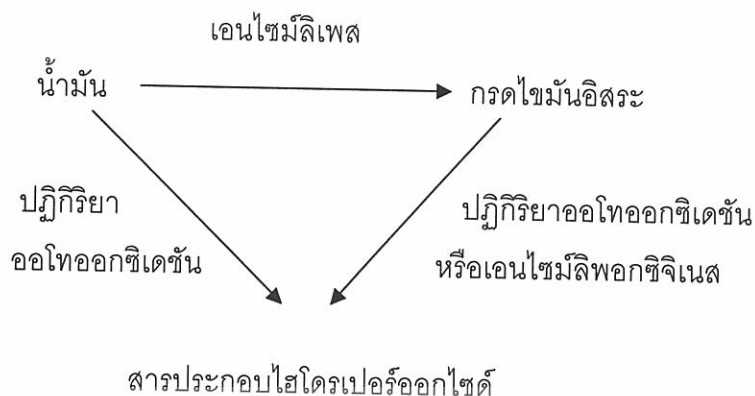 เอนไซม์ลิเพส
น้ำมัน
กรดไขมันอิสระ
ปฏิกิริยา
ออโทออกซิเดชัน
ปฏิกิริยาออโทออกซิเดชัน
หรือเอนไซม์ลิพอกซิจิเนส
สารประกอบไฮโดรเปอร์ออกไซด์